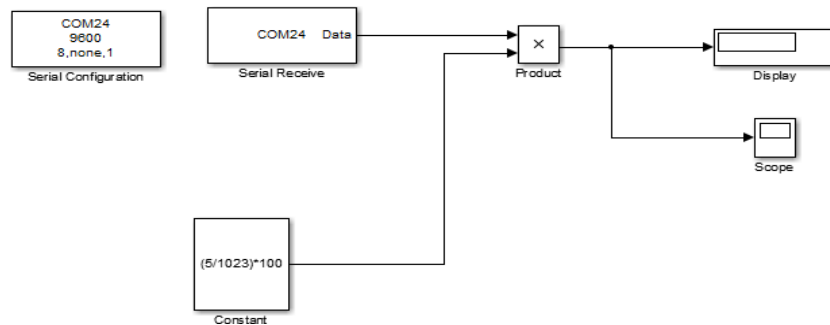 COM24
9600
8,none,1
Serial Configuration
COM24 Data
Serial Receive
×
Product
Display
Scope
(5/1023)*100
Constant